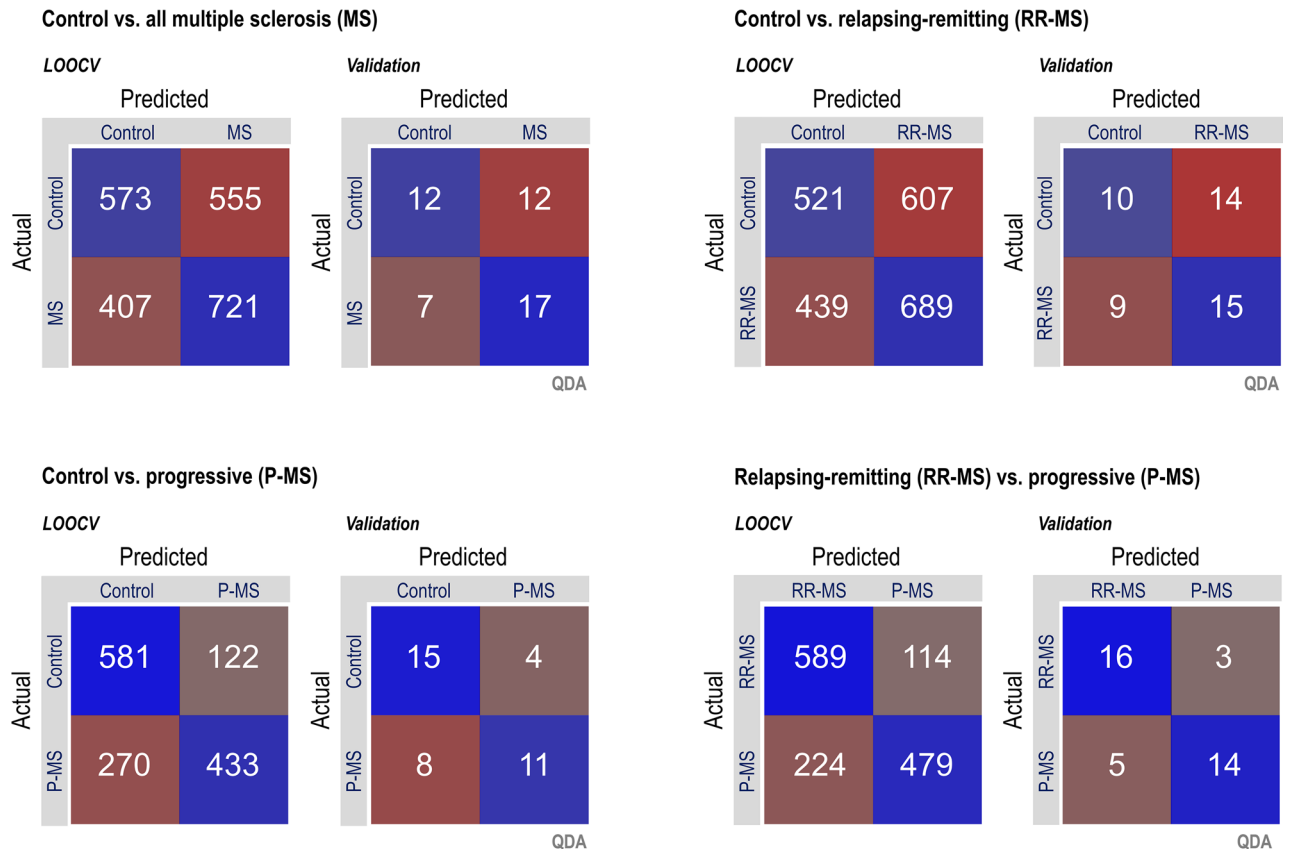 Control vs. all multiple sclerosis (MS)
LOOCV
Predicted
Control MS
Actual
Control
573 555
MS
407 721
Validation
Predicted
Control MS
Actual
Control
12 12
MS
7 17
QDA
Control vs. relapsing-remitting (RR-MS)
LOOCV
Predicted
Control RR-MS
Actual
Control
521 607
RR-MS
439 689
Validation
Predicted
Control RR-MS
Actual
Control
10 14
RR-MS
9 15
QDA
Control vs. progressive (P-MS)
LOOCV
Predicted
Control P-MS
Actual
Control
581 122
P-MS
270 433
Validation
Predicted
Control P-MS
Actual
Control
15 4
P-MS
8 11
QDA
Relapsing-remitting (RR-MS) vs. progressive (P-MS)
LOOCV
Predicted
RR-MS P-MS
Actual
RR-MS
589 114
P-MS
224 479
Validation
Predicted
RR-MS P-MS
Actual
RR-MS
16 3
P-MS
5 14
QDA